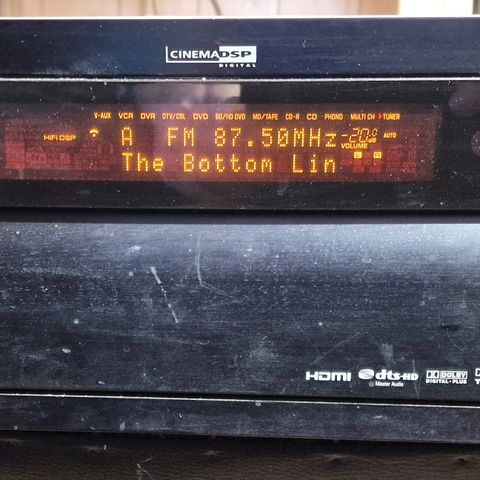 CINEMA DSP
DIGITAL
V-AUX VCR DVR DTV/CBL DVD BD/HD DVD MD/TAPE CD-R CD PHONO MULTI CH TUNER
HiFi DSP A FM 87.50MHz -20.0 dB AUTO
VOLUME
The Bottom Lin
HDMI dts-HD DOLBY
Master Audio DIGITAL PLUS